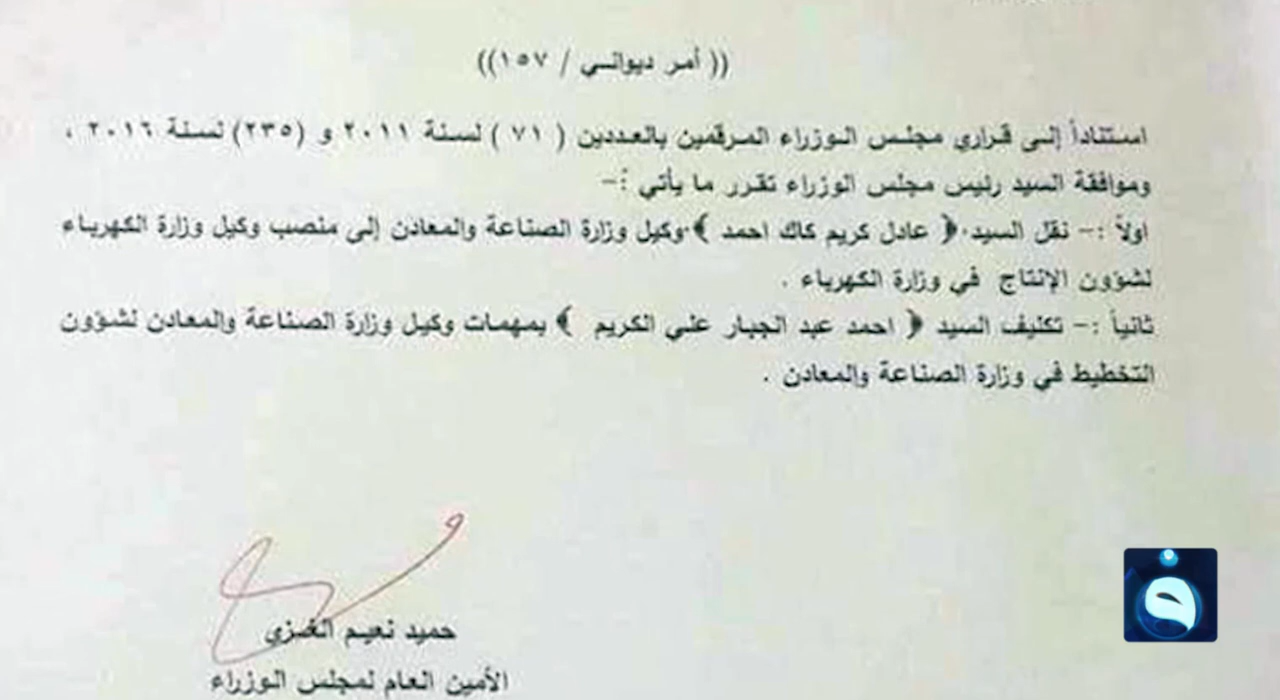 (( أمر ديواني / ١٥٧))
استناداً إلى قراري مجلس الوزراء المرقمين بالعددين ( ٧١ ) لسنة ٢٠١١ و (٢٣٥) لسنة ٢٠١٦ ،
وموافقة السيد رئيس مجلس الوزراء تقرر ما يأتي :-
اولاً :- نقل السيد ﴿ عادل كريم كاك احمد ﴾ وكيل وزارة الصناعة والمعادن إلى منصب وكيل وزارة الكهرباء
لشؤون الإنتاج في وزارة الكهرباء .
ثانياً :- تكليف السيد ﴿ احمد عبد الجبار علي الكريم ﴾ بمهمات وكيل وزارة الصناعة والمعادن لشؤون
التخطيط في وزارة الصناعة والمعادن .
حميد نعيم الغزي
الأمين العام لمجلس الوزراء